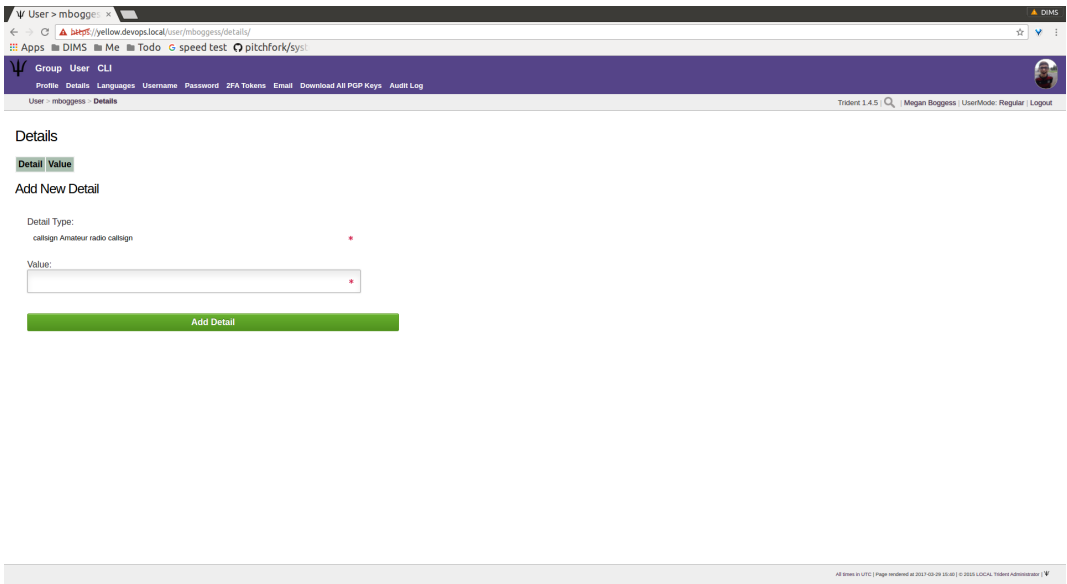 User > mbogges
DIMS
https://yellow.devops.local/user/mboggess/details/
Apps DIMS Me Todo speed test pitchfork/syst
Group User CLI
Profile Details Languages Username Password 2FA Tokens Email Download All PGP Keys Audit Log
User > mboggess > Details
Trident 1.4.5 | | Megan Boggess | UserMode: Regular | Logout
Details
Detail Value
Add New Detail
Detail Type:
callsign Amateur radio callsign *
Value:
*
Add Detail
All times in UTC | Page rendered at 2017-03-29 15:40 | © 2015 LOCAL Trident Administrator | Ψ